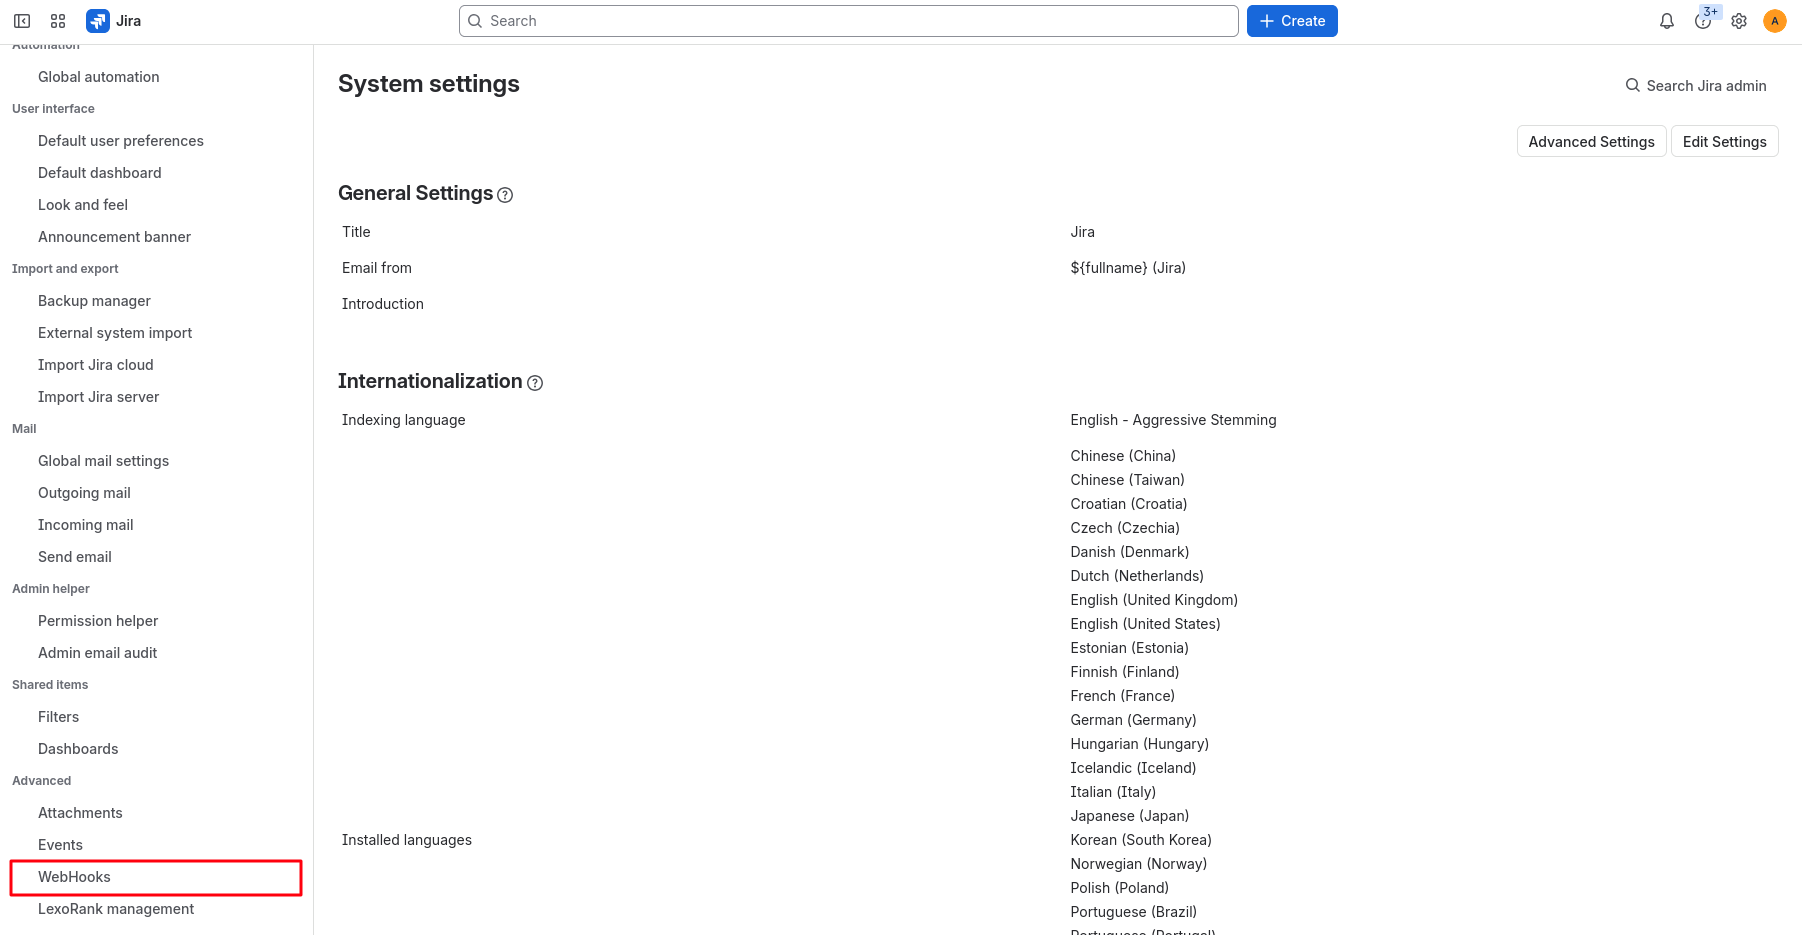 Jira
Search
Create
3+
A
Automation
Global automation
User interface
Default user preferences
Default dashboard
Look and feel
Announcement banner
Import and export
Backup manager
External system import
Import Jira cloud
Import Jira server
Mail
Global mail settings
Outgoing mail
Incoming mail
Send email
Admin helper
Permission helper
Admin email audit
Shared items
Filters
Dashboards
Advanced
Attachments
Events
WebHooks
LexoRank management
System settings
Search Jira admin
Advanced Settings
Edit Settings
General Settings ?
Title Jira
Email from ${fullname} (Jira)
Introduction
Internationalization ?
Indexing language English - Aggressive Stemming
Chinese (China)
Chinese (Taiwan)
Croatian (Croatia)
Czech (Czechia)
Danish (Denmark)
Dutch (Netherlands)
English (United Kingdom)
English (United States)
Estonian (Estonia)
Finnish (Finland)
French (France)
German (Germany)
Hungarian (Hungary)
Icelandic (Iceland)
Italian (Italy)
Japanese (Japan)
Installed languages Korean (South Korea)
Norwegian (Norway)
Polish (Poland)
Portuguese (Brazil)
Portuguese (Portugal)